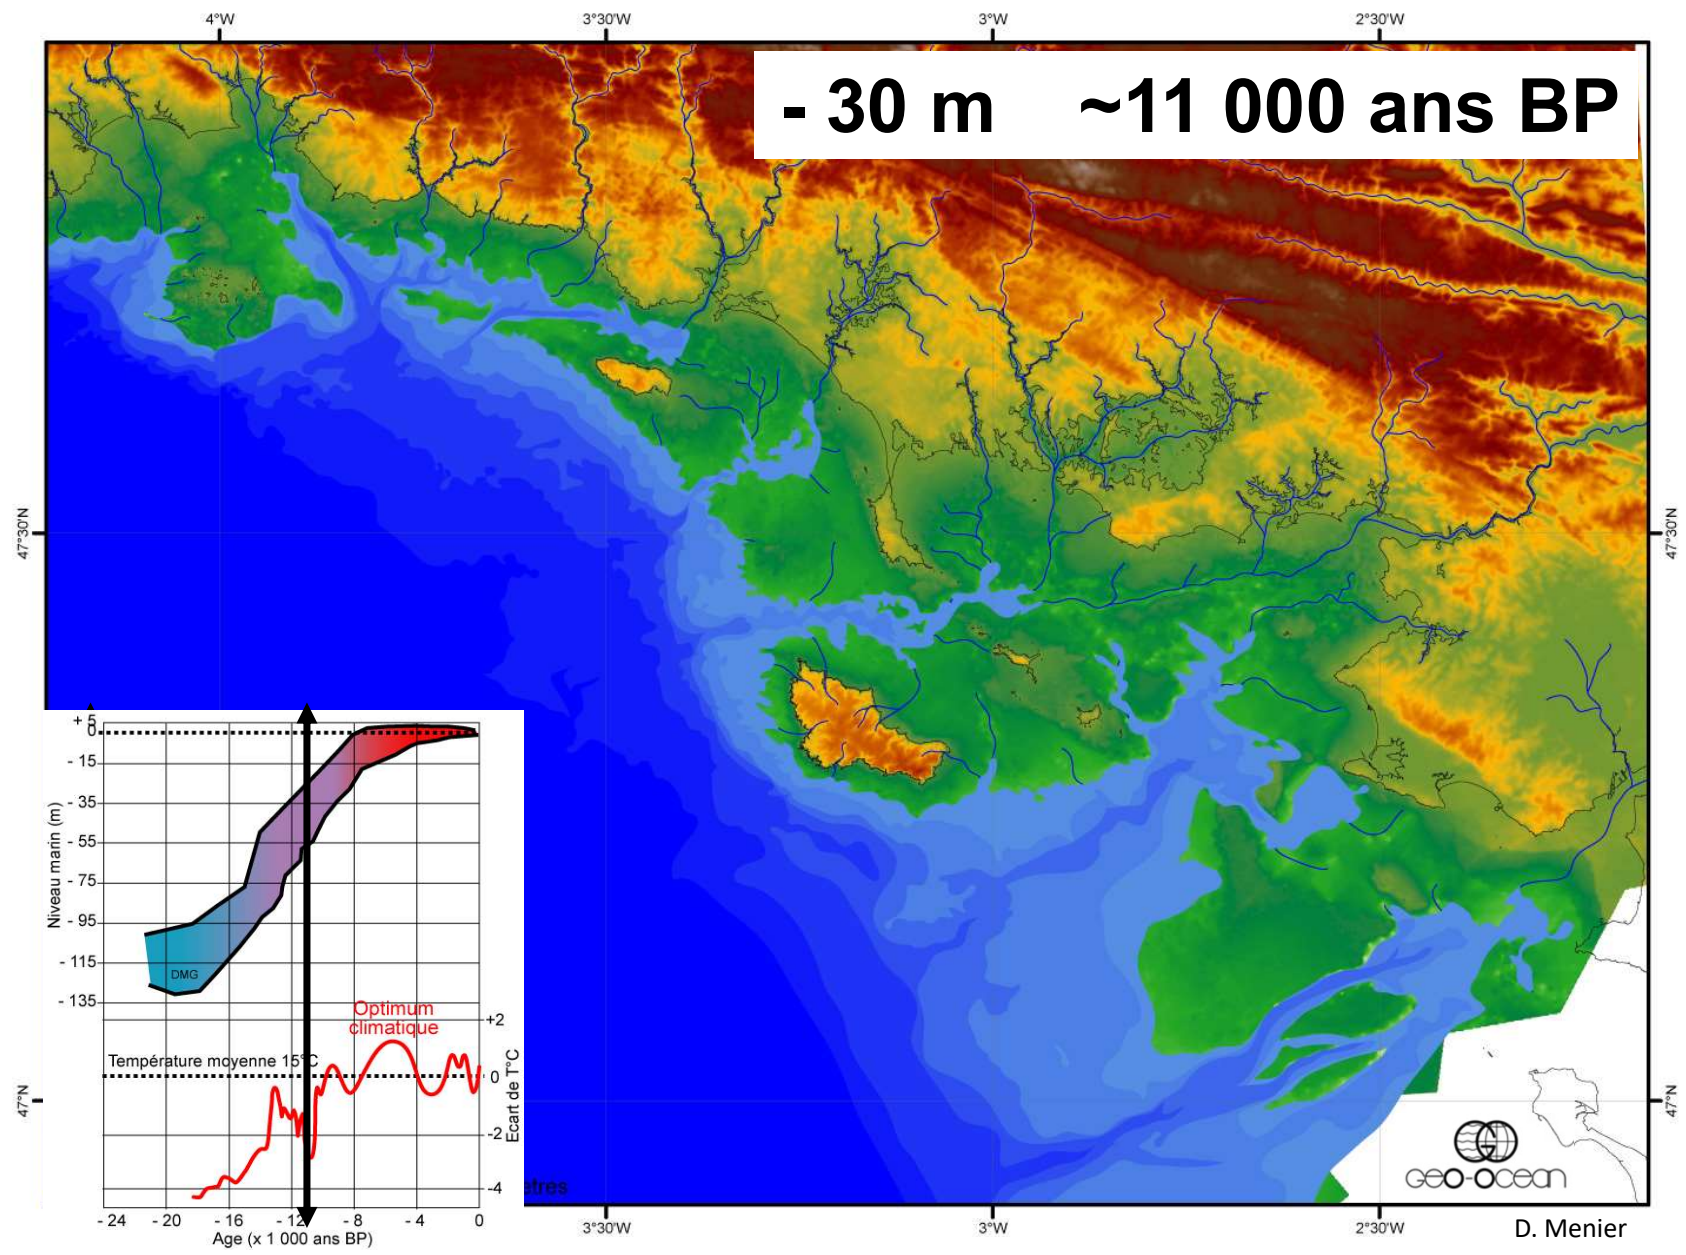 4°W 3°30'W 3°W 2°30'W
- 30 m ~11 000 ans BP
47°30'N 47°30'N
+ 5
0
- 15
- 35
- 55
- 75
- 95
- 115
- 135
Niveau marin (m)
DMG
Optimum
climatique
+2
Température moyenne 15°C
0
-2
-4
Ecart de T°C
- 24 - 20 - 16 - 12 - 8 - 4 0
Age (x 1 000 ans BP)
47°N 47°N
GEO-OCEAN
3°30'W 3°W 2°30'W
D. Menier